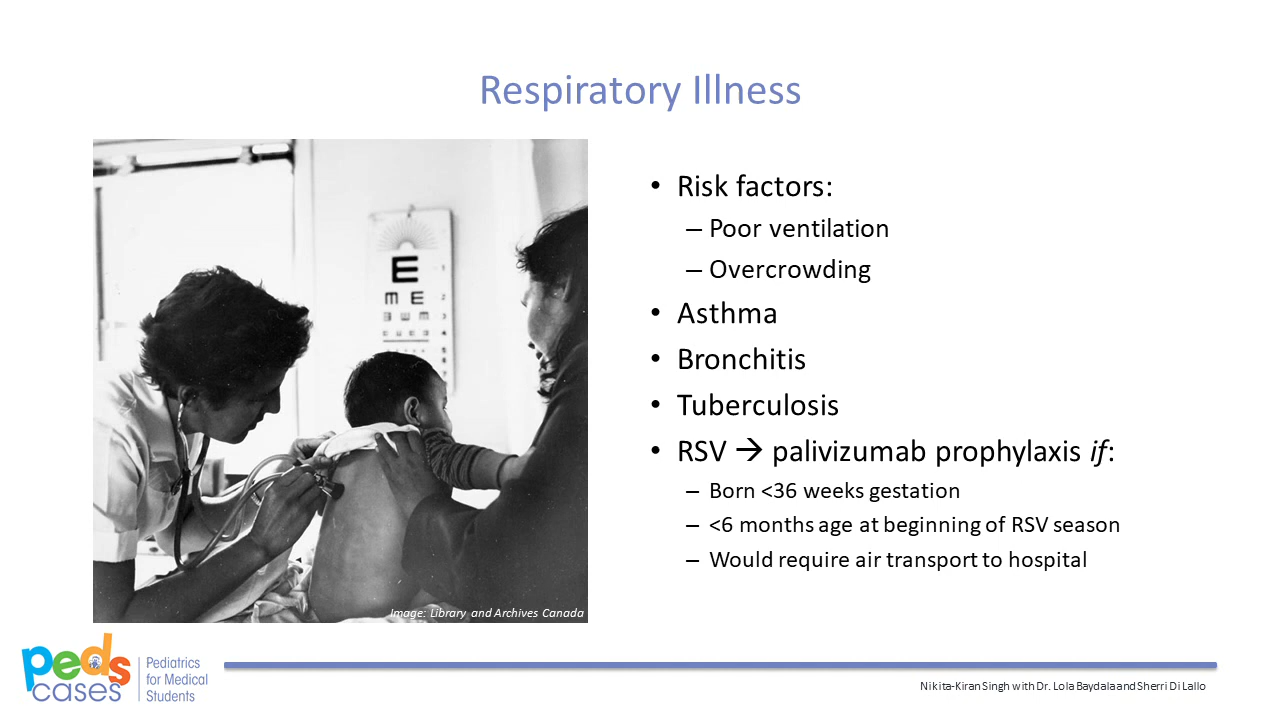 Respiratory Illness
E
M E
• Risk factors:
– Poor ventilation
– Overcrowding
• Asthma
• Bronchitis
• Tuberculosis
• RSV → palivizumab prophylaxis if:
– Born <36 weeks gestation
– <6 months age at beginning of RSV season
– Would require air transport to hospital
Image: Library and Archives Canada
peds
cases
Pediatrics
for Medical
Students
Nikita-Kiran Singh with Dr. Lola Baydala and Sherri Di Lallo